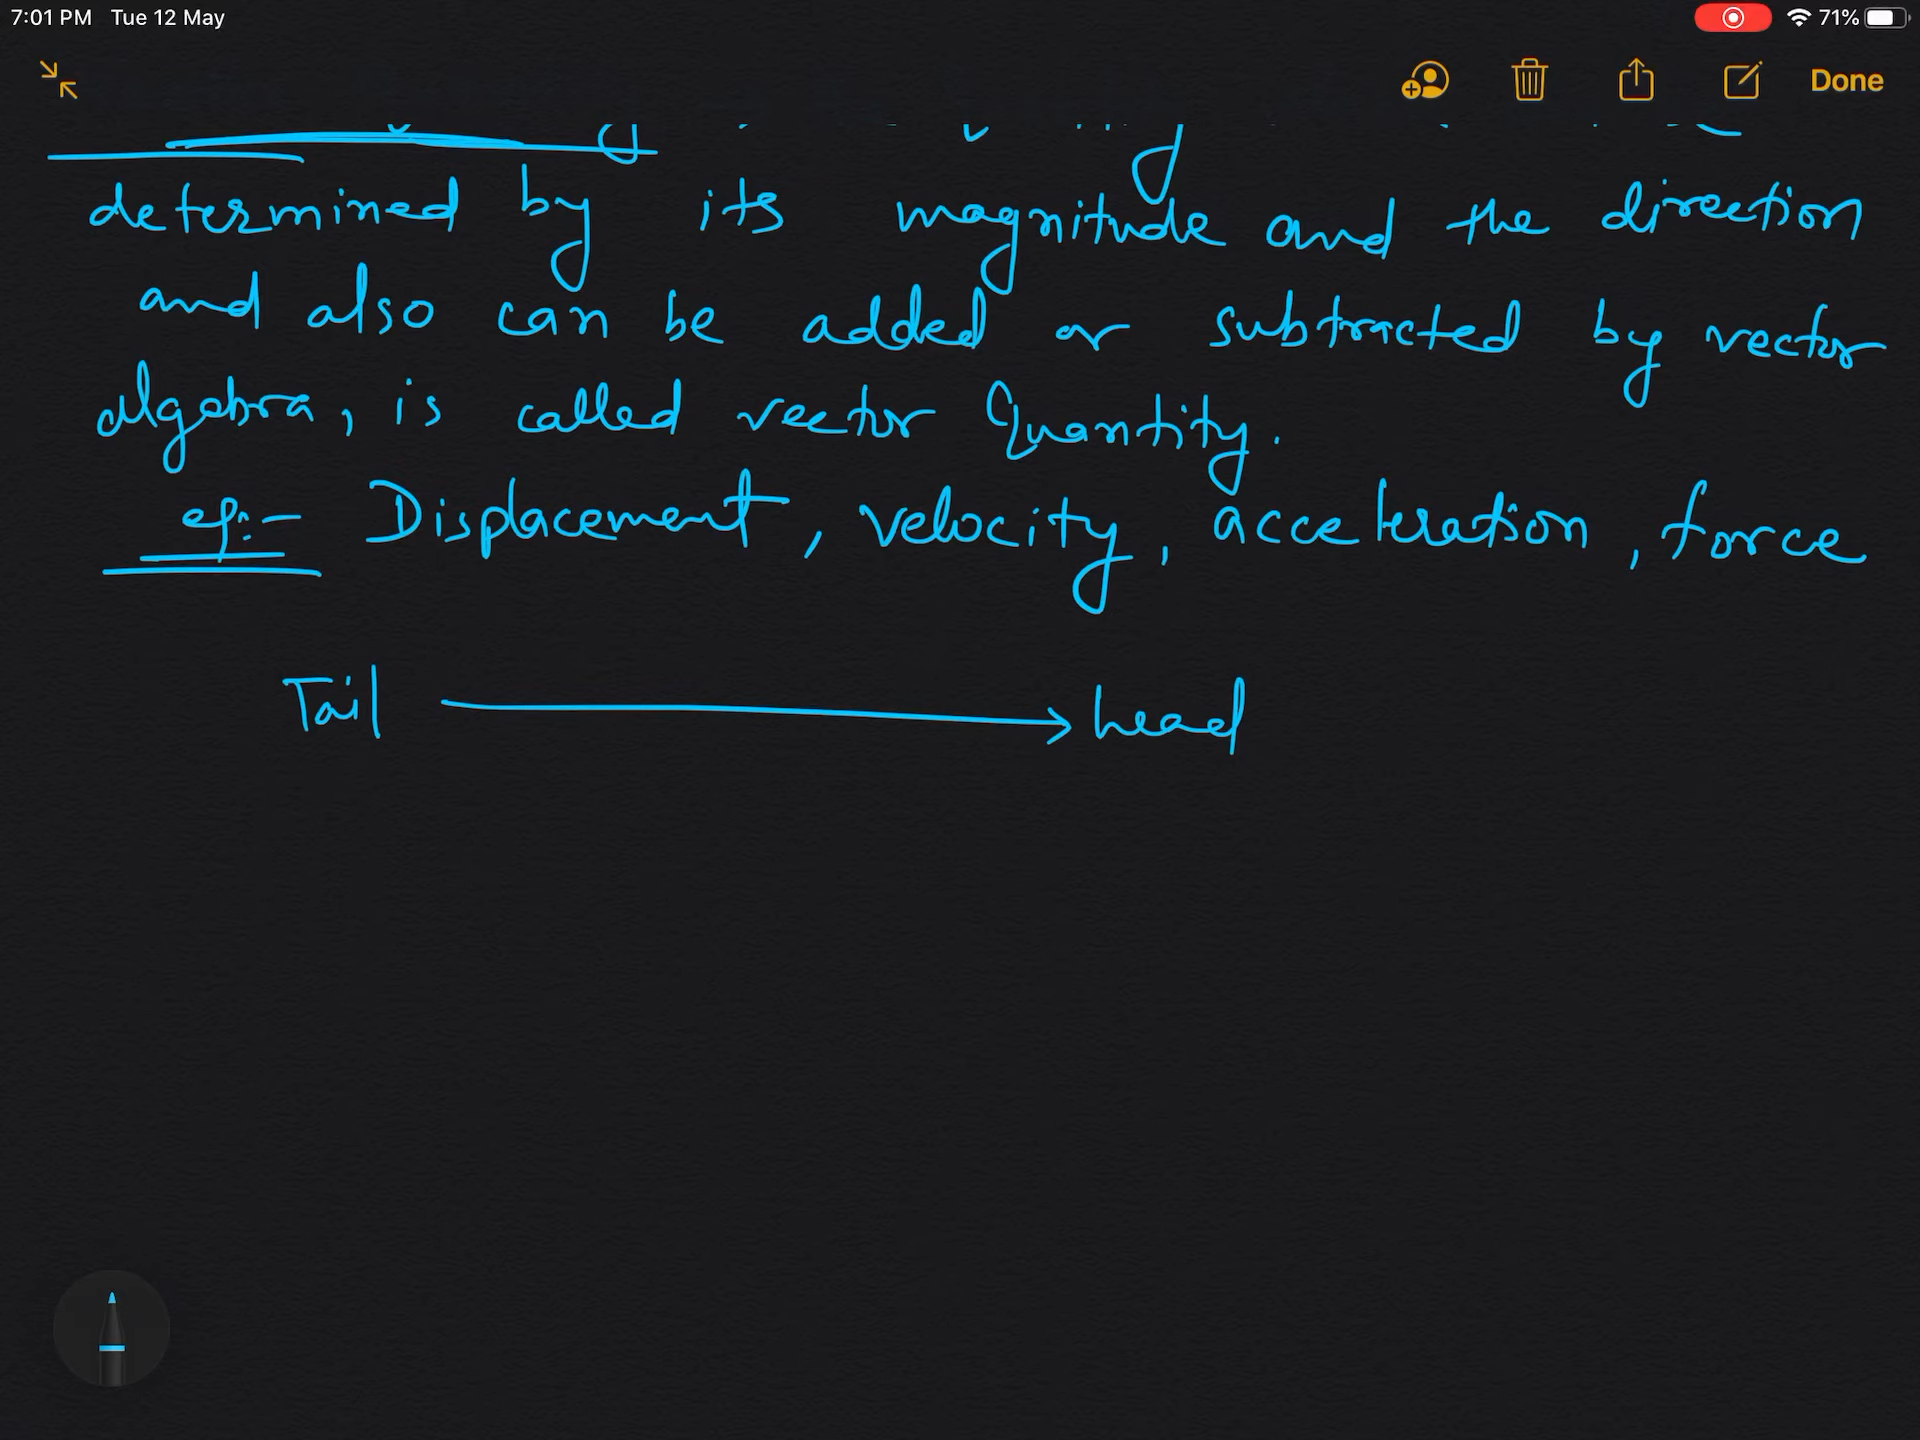 7:01 PM Tue 12 May 71%
Done
determined by its magnitude and the direction
and also can be added or subtracted by vector
algebra, is called vector Quantity.
eg:- Displacement, velocity, acceleration, force
Tail head